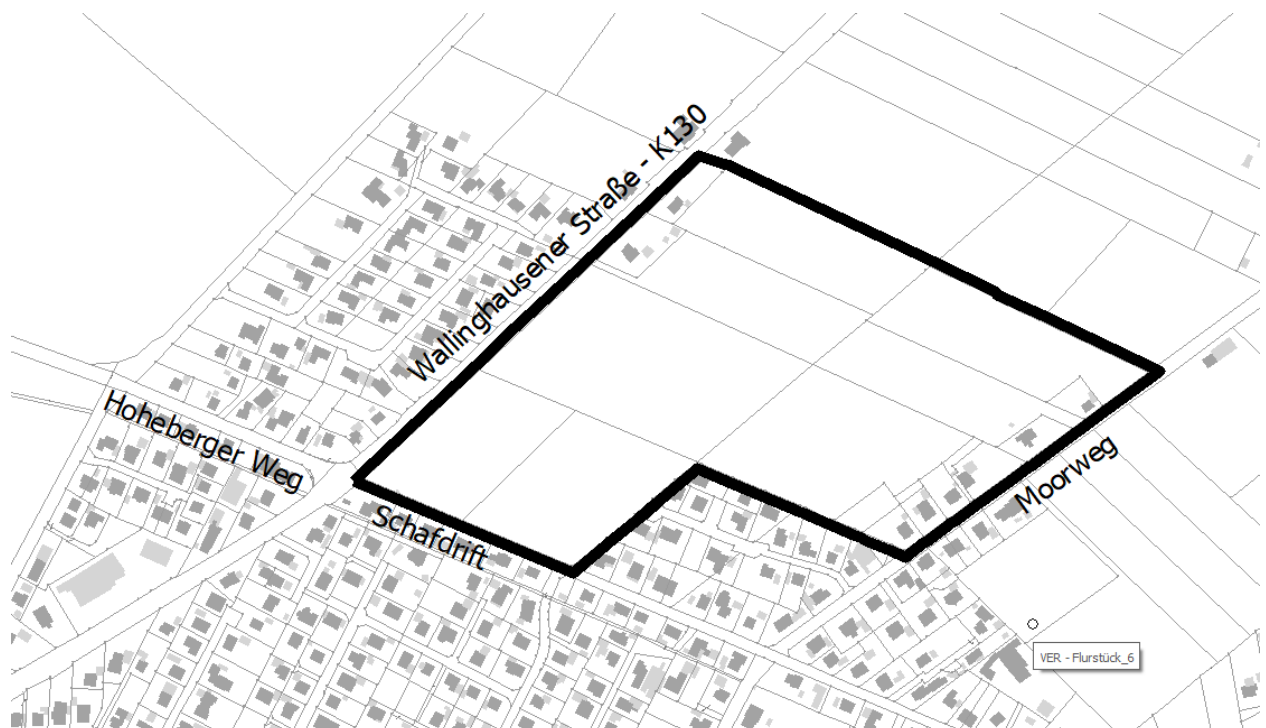 Wallinghausener Straße - K130
Hoheberger Weg
Schafdrift
Moorweg
VER - Flurstück_6